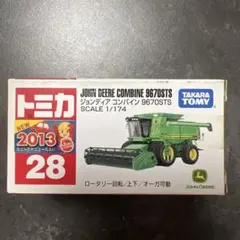 トミカ
JOHN DEERE COMBINE 9670STS
ジョンディア コンバイン 9670STS
SCALE 1/174
TAKARA TOMY
NEW
2013
28
ロータリー回転/上下/オーガ可動
JOHN DEERE